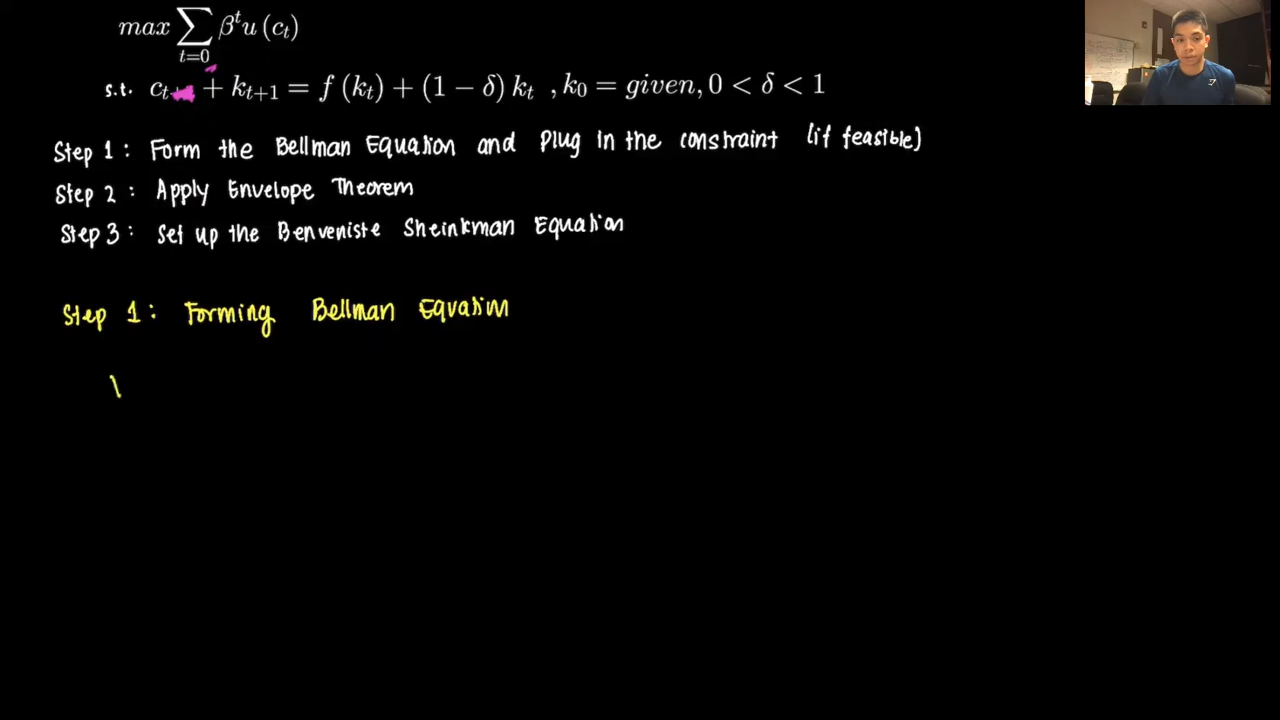 max ∑_{t=0} β^t u (c_t)
s.t. c_t + k_{t+1} = f (k_t) + (1 − δ) k_t , k_0 = given, 0 < δ < 1
Step 1 : Form the Bellman Equation and Plug in the constraint (if feasible)
Step 2 : Apply Envelope Theorem
Step 3 : Set up the Benveniste Sheinkman Equation
Step 1 : Forming Bellman Equation